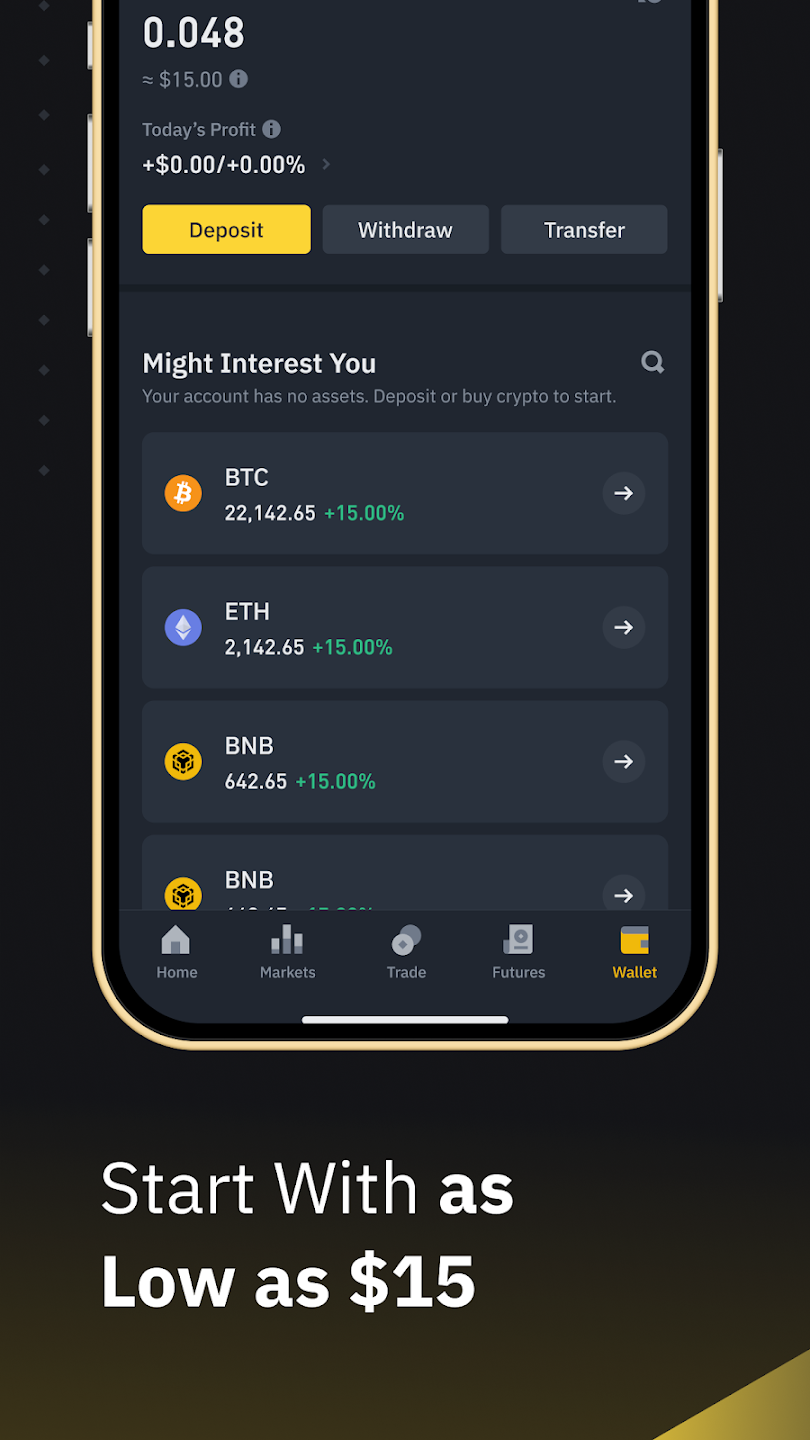 0.048
≈ $15.00
Today's Profit
+$0.00/+0.00%
Deposit Withdraw Transfer
Might Interest You
Your account has no assets. Deposit or buy crypto to start.
BTC
22,142.65 +15.00%
ETH
2,142.65 +15.00%
BNB
642.65 +15.00%
BNB
Home Markets Trade Futures Wallet
Start With as
Low as $15